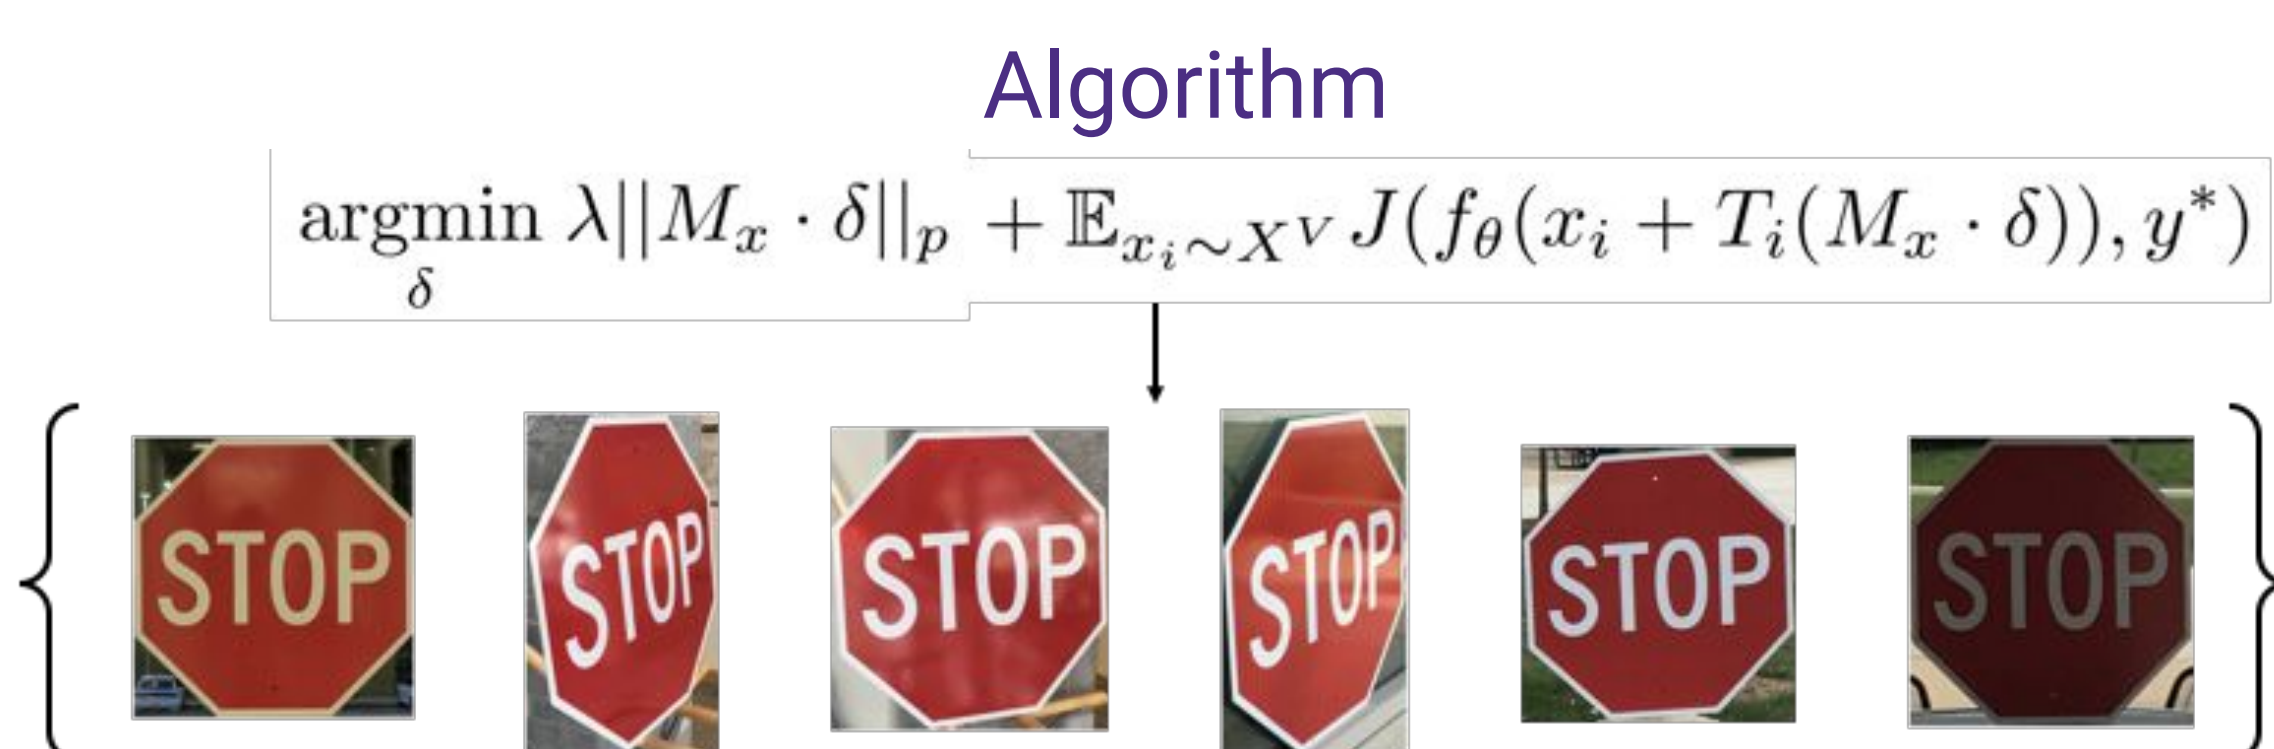 Algorithm
argmin λ||M_x · δ||_p + 𝔼_{x_i∼X^V} J(f_θ(x_i + T_i(M_x · δ)), y*)
δ
STOP STOP STOP STOP STOP STOP